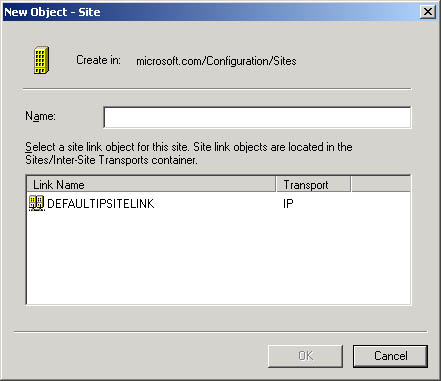 New Object - Site
Create in: microsoft.com/Configuration/Sites
Name:
Select a site link object for this site. Site link objects are located in the
Sites/Inter-Site Transports container.
Link Name Transport
DEFAULTIPSITELINK IP
OK Cancel